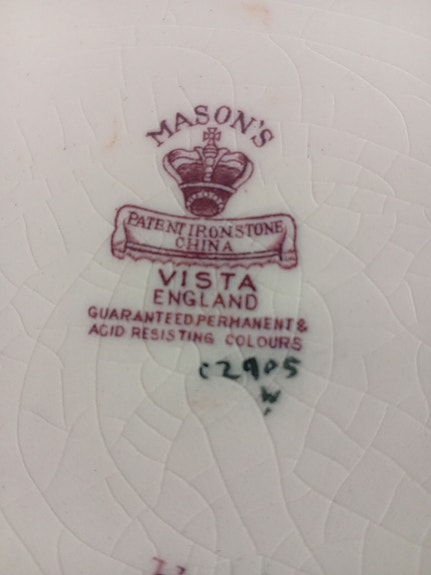 MASON'S
PATENT IRONSTONE
CHINA
VISTA
ENGLAND
GUARANTEED, PERMANENT &
ACID RESISTING COLOURS
C2905
W